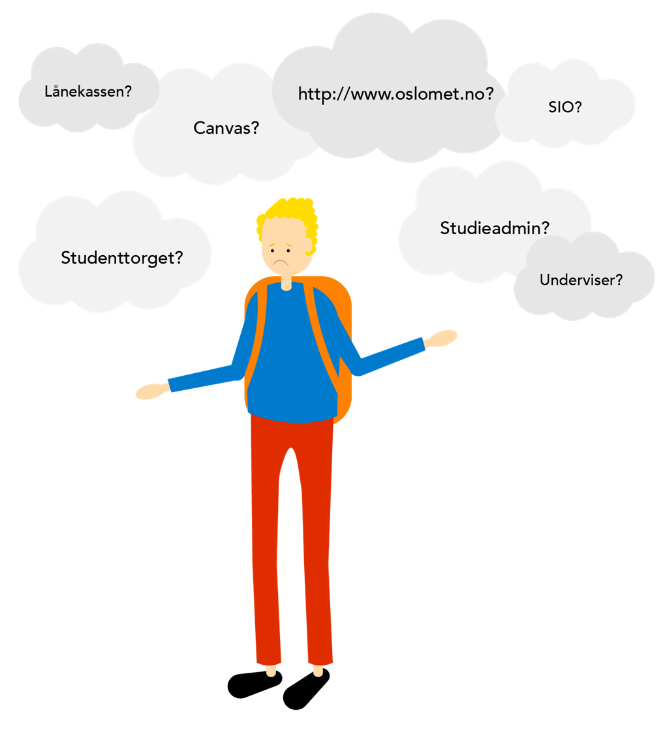 Lånekassen?
Canvas?
http://www.oslomet.no?
SIO?
Studenttorget?
Studieadmin?
Underviser?